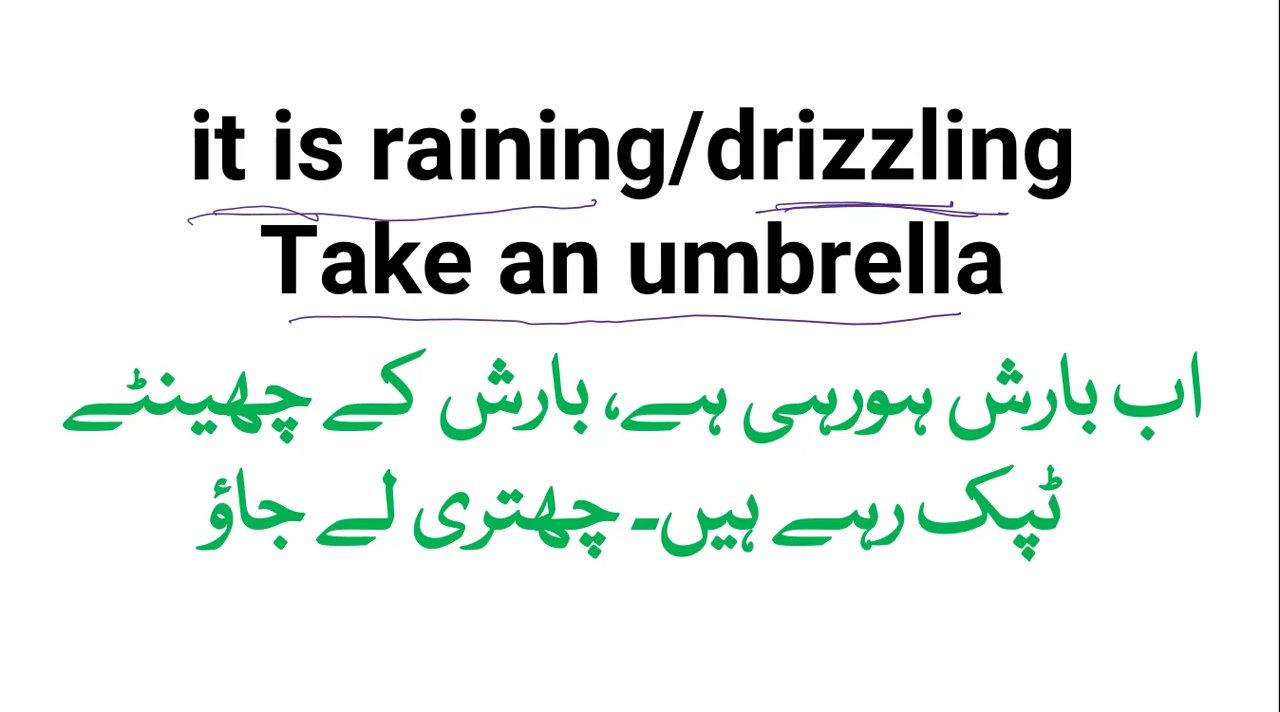 it is raining/drizzling
Take an umbrella
اب بارش ہورہی ہے، بارش کے چھینٹے
ٹپک رہے ہیں۔ چھتری لے جاؤ